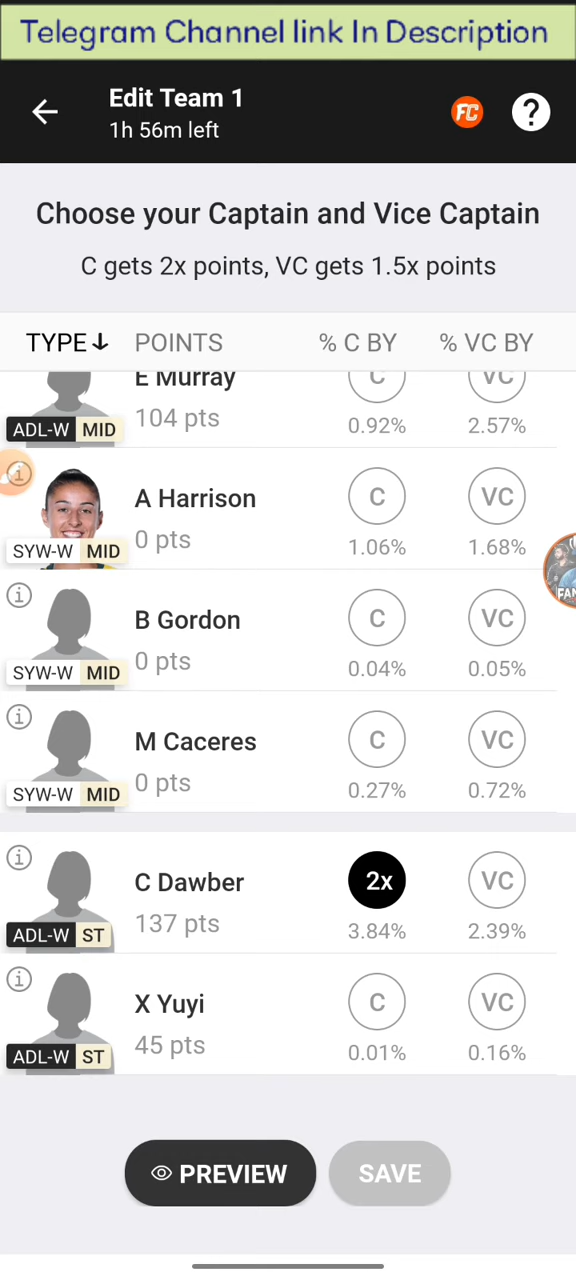 Telegram Channel link In Description
Edit Team 1
1h 56m left
FC
?
Choose your Captain and Vice Captain
C gets 2x points, VC gets 1.5x points
TYPE↓ POINTS % C BY % VC BY
E Murray C VC
104 pts
ADL-W MID 0.92% 2.57%
A Harrison C VC
0 pts
SYW-W MID 1.06% 1.68%
B Gordon C VC
0 pts
SYW-W MID 0.04% 0.05%
M Caceres C VC
0 pts
SYW-W MID 0.27% 0.72%
C Dawber 2x VC
137 pts
ADL-W ST 3.84% 2.39%
X Yuyi C VC
45 pts
ADL-W ST 0.01% 0.16%
PREVIEW SAVE